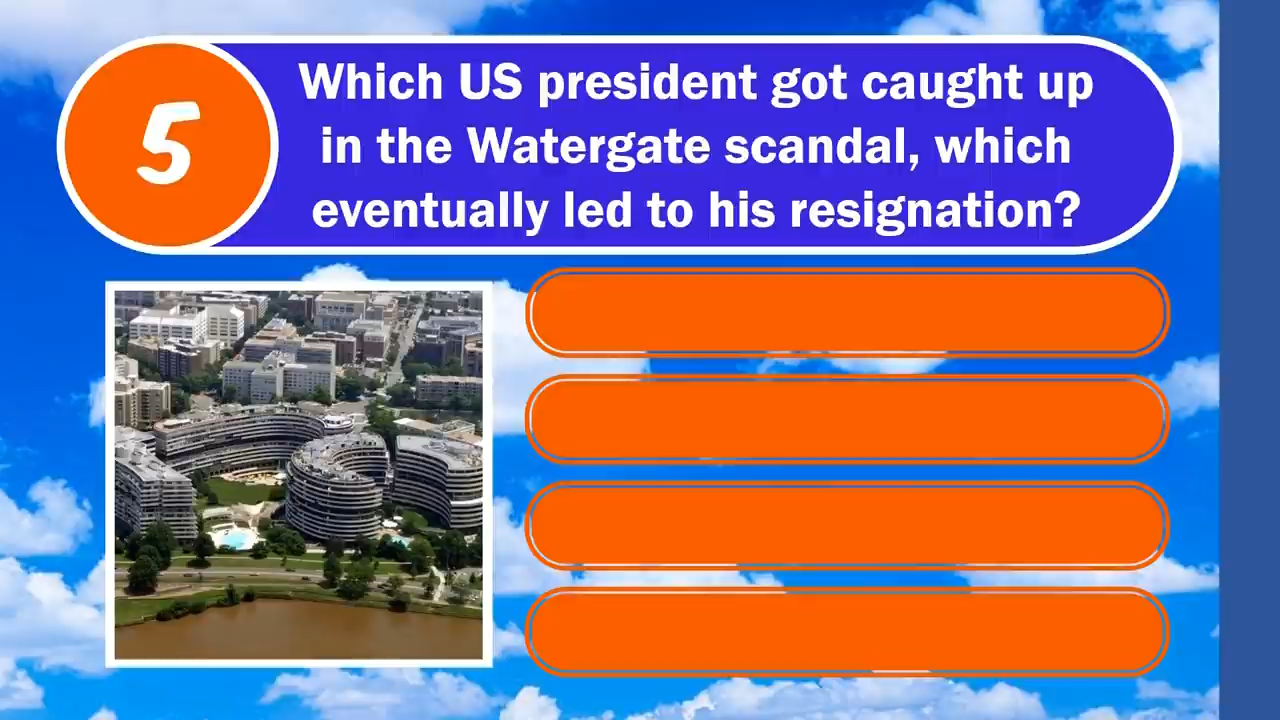 5
Which US president got caught up
in the Watergate scandal, which
eventually led to his resignation?